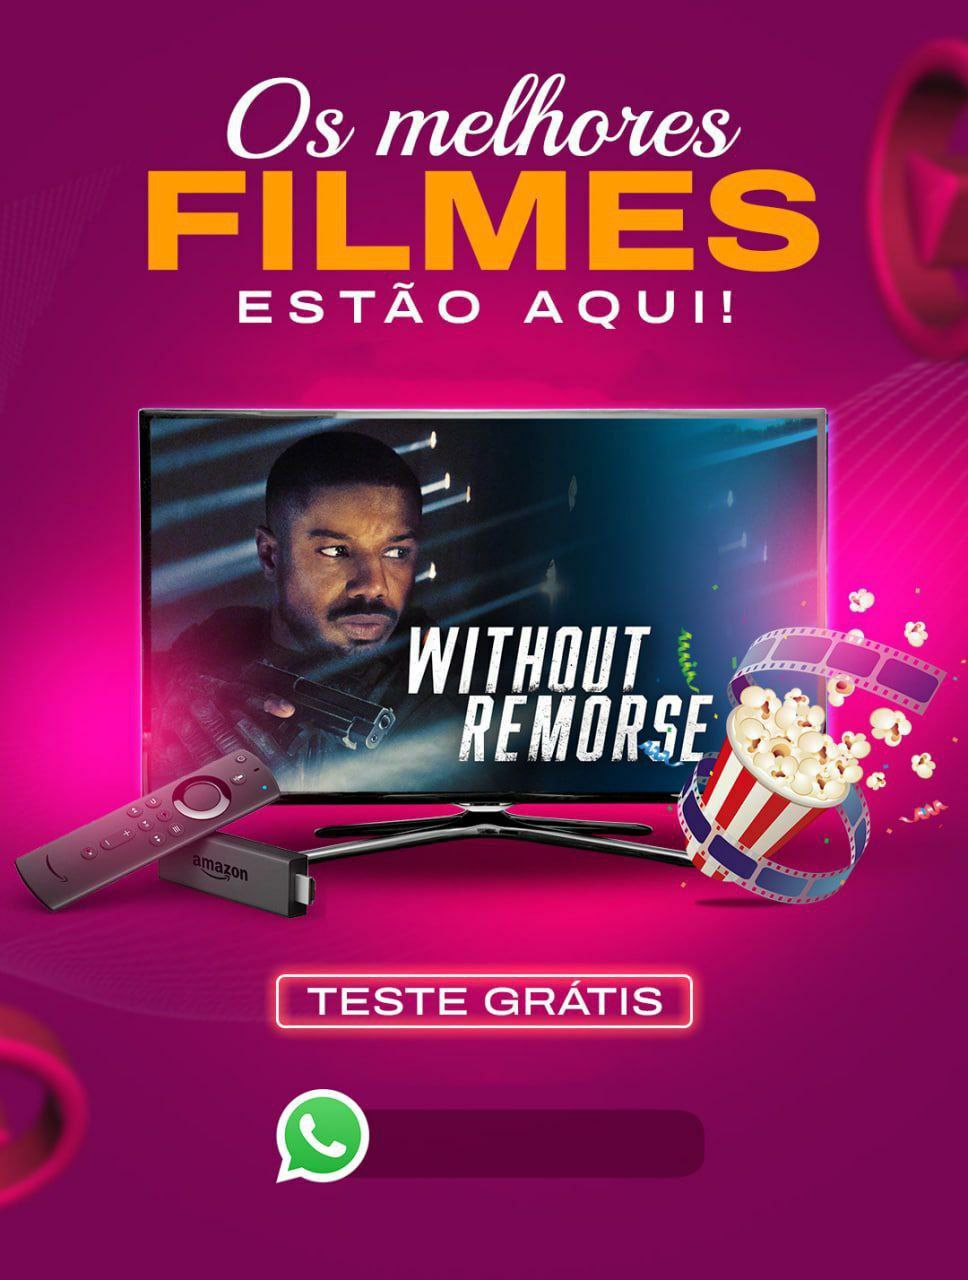 Os melhores
FILMES
ESTÃO AQUI!
WITHOUT
REMORSE
amazon
TESTE GRÁTIS